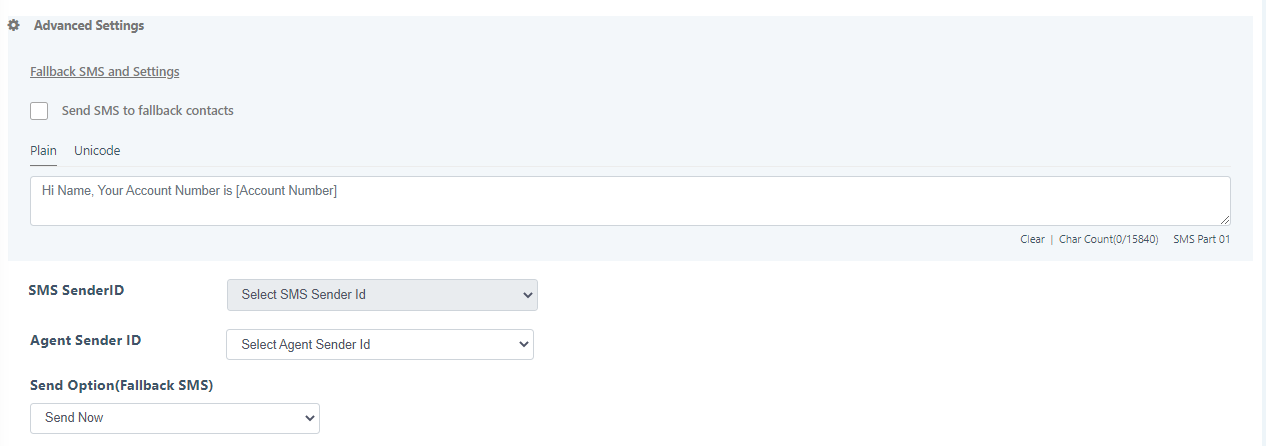 Advanced Settings
Fallback SMS and Settings
Send SMS to fallback contacts
Plain Unicode
Hi Name, Your Account Number is [Account Number]
Clear | Char Count(0/15840) SMS Part 01
SMS SenderID Select SMS Sender Id
Agent Sender ID Select Agent Sender Id
Send Option(Fallback SMS)
Send Now